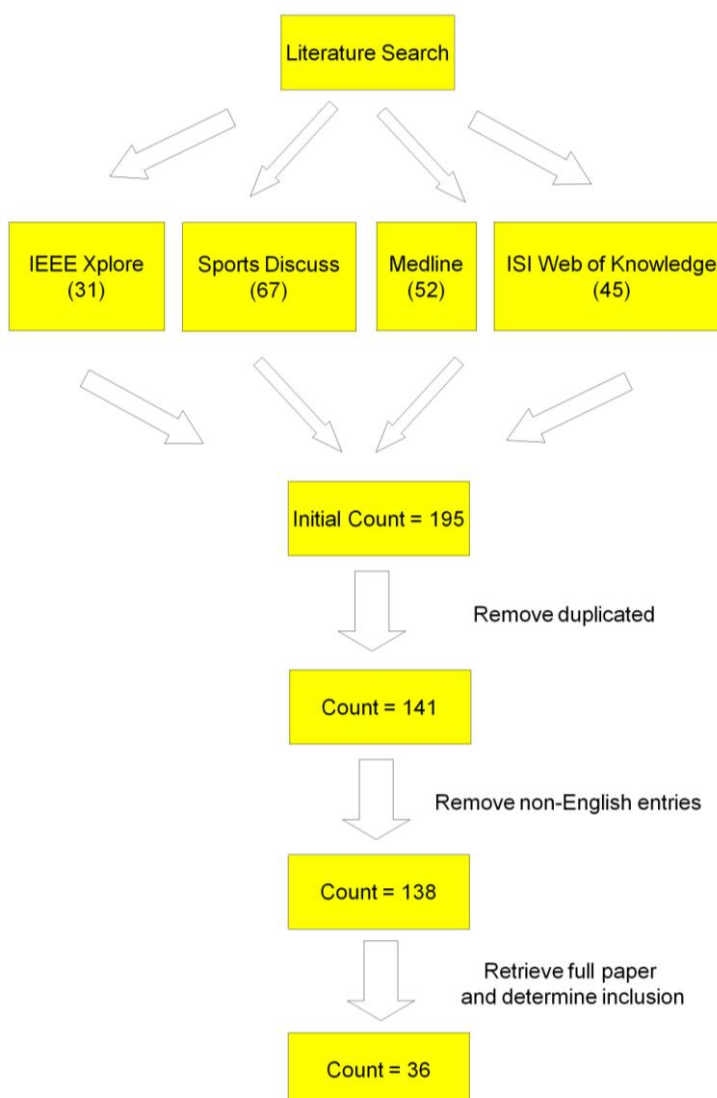 Literature Search
IEEE Xplore
(31)
Sports Discuss
(67)
Medline
(52)
ISI Web of Knowledge
(45)
Initial Count = 195
Remove duplicated
Count = 141
Remove non-English entries
Count = 138
Retrieve full paper
and determine inclusion
Count = 36